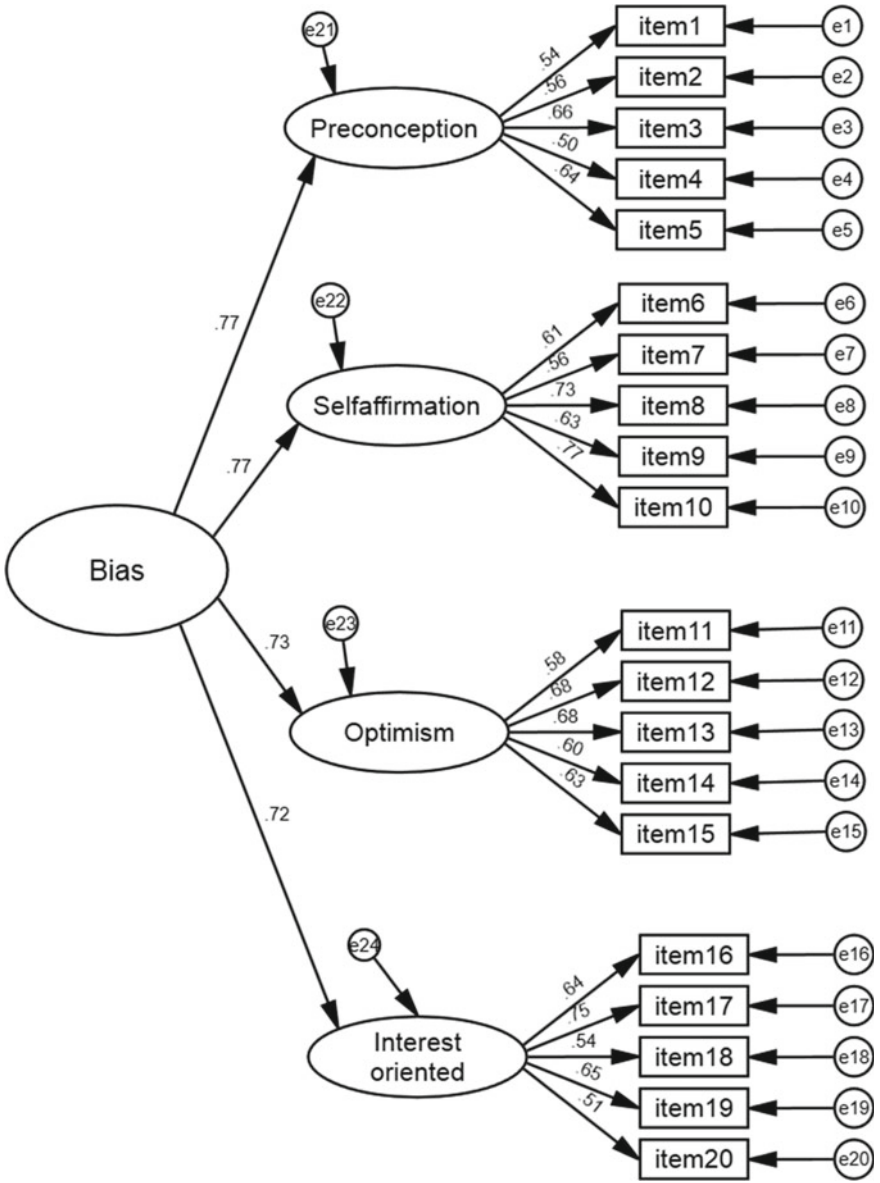 e21
item1
e1
.54
item2
e2
.56
Preconception
.66
item3
e3
.50
item4
e4
.64
item5
e5
.77
e22
item6
e6
.61
item7
e7
.56
Selfaffirmation
.73
item8
e8
.63
item9
e9
.77
item10
e10
.77
Bias
.73
e23
item11
e11
.58
item12
e12
.68
Optimism
.68
item13
e13
.60
item14
e14
.63
item15
e15
.72
e24
item16
e16
.64
item17
e17
.75
Interest
oriented
.54
item18
e18
.65
item19
e19
.51
item20
e20